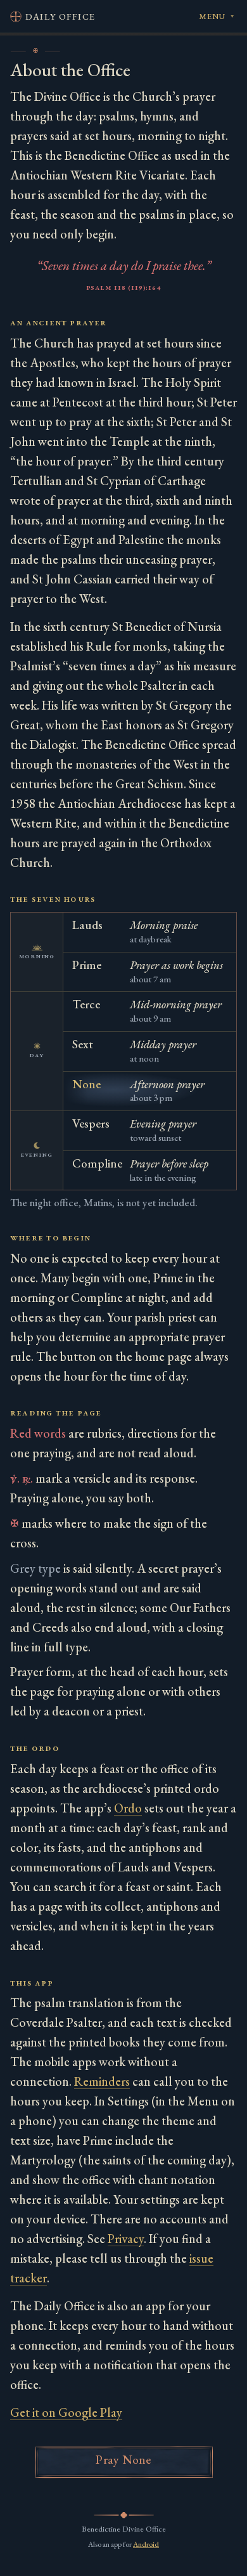 DAILY OFFICE
MENU
About the Office
The Divine Office is the Church’s prayer
through the day: psalms, hymns, and
prayers said at set hours, morning to night.
This is the Benedictine Office as used in the
Antiochian Western Rite Vicariate. Each
hour is assembled for the day, with the
feast, the season and the psalms in place, so
you need only begin.
“Seven times a day do I praise thee.”
PSALM 118 (119):164
AN ANCIENT PRAYER
The Church has prayed at set hours since
the Apostles, who kept the hours of prayer
they had known in Israel. The Holy Spirit
came at Pentecost at the third hour; St Peter
went up to pray at the sixth; St Peter and St
John went into the Temple at the ninth,
“the hour of prayer.” By the third century
Tertullian and St Cyprian of Carthage
wrote of prayer at the third, sixth and ninth
hours, and at morning and evening. In the
deserts of Egypt and Palestine the monks
made the psalms their unceasing prayer,
and St John Cassian carried their way of
prayer to the West.
In the sixth century St Benedict of Nursia
established his Rule for monks, taking the
Psalmist’s “seven times a day” as his measure
and giving out the whole Psalter in each
week. His life was written by St Gregory the
Great, whom the East honors as St Gregory
the Dialogist. The Benedictine Office spread
through the monasteries of the West in the
centuries before the Great Schism. Since
1958 the Antiochian Archdiocese has kept a
Western Rite, and within it the Benedictine
hours are prayed again in the Orthodox
Church.
THE SEVEN HOURS
MORNING
Lauds Morning praise
at daybreak
Prime Prayer as work begins
about 7 am
DAY
Terce Mid-morning prayer
about 9 am
Sext Midday prayer
at noon
None Afternoon prayer
about 3 pm
EVENING
Vespers Evening prayer
toward sunset
Compline Prayer before sleep
late in the evening
The night office, Matins, is not yet included.
WHERE TO BEGIN
No one is expected to keep every hour at
once. Many begin with one, Prime in the
morning or Compline at night, and add
others as they can. Your parish priest can
help you determine an appropriate prayer
rule. The button on the home page always
opens the hour for the time of day.
READING THE PAGE
Red words are rubrics, directions for the
one praying, and are not read aloud.
℣. ℟. mark a versicle and its response.
Praying alone, you say both.
✠ marks where to make the sign of the
cross.
Grey type is said silently. A secret prayer’s
opening words stand out and are said
aloud, the rest in silence; some Our Fathers
and Creeds also end aloud, with a closing
line in full type.
Prayer form, at the head of each hour, sets
the page for praying alone or with others
led by a deacon or a priest.
THE ORDO
Each day keeps a feast or the office of its
season, as the archdiocese’s printed ordo
appoints. The app’s Ordo sets out the year a
month at a time: each day’s feast, rank and
color, its fasts, and the antiphons and
commemorations of Lauds and Vespers.
You can search it for a feast or saint. Each
has a page with its collect, antiphons and
versicles, and when it is kept in the years
ahead.
THIS APP
The psalm translation is from the
Coverdale Psalter, and each text is checked
against the printed books they come from.
The mobile apps work without a
connection. Reminders can call you to the
hours you keep. In Settings (in the Menu on
a phone) you can change the theme and
text size, have Prime include the
Martyrology (the saints of the coming day),
and show the office with chant notation
where it is available. Your settings are kept
on your device. There are no accounts and
no advertising. See Privacy. If you find a
mistake, please tell us through the issue
tracker.
The Daily Office is also an app for your
phone. It keeps every hour to hand without
a connection, and reminds you of the hours
you keep with a notification that opens the
office.
Get it on Google Play
Pray None
Benedictine Divine Office
Also an app for Android